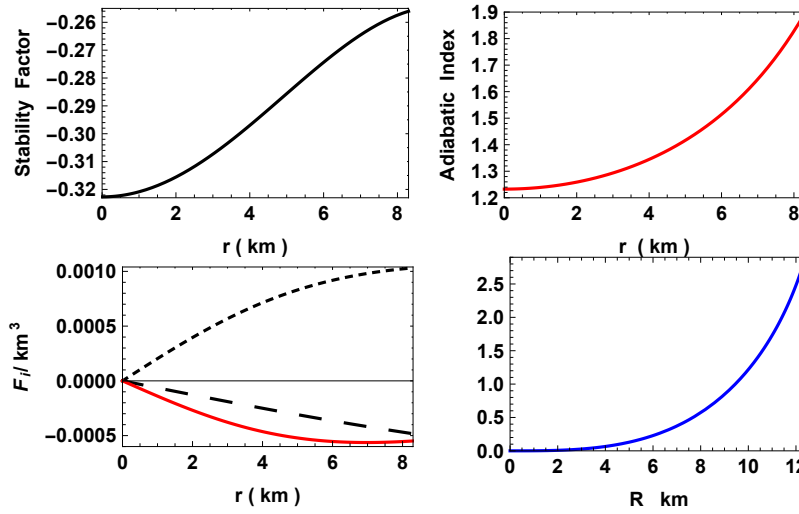 Stability Factor
-0.26
-0.27
-0.28
-0.29
-0.30
-0.31
-0.32
0 2 4 6 8
r ( km )
Adiabatic Index
1.9
1.8
1.7
1.6
1.5
1.4
1.3
1.2
0 2 4 6 8
r ( km )
F_i / km^3
0.0010
0.0005
0.0000
-0.0005
0 2 4 6 8
r ( km )
2.5
2.0
1.5
1.0
0.5
0.0
0 2 4 6 8 10 12
R km